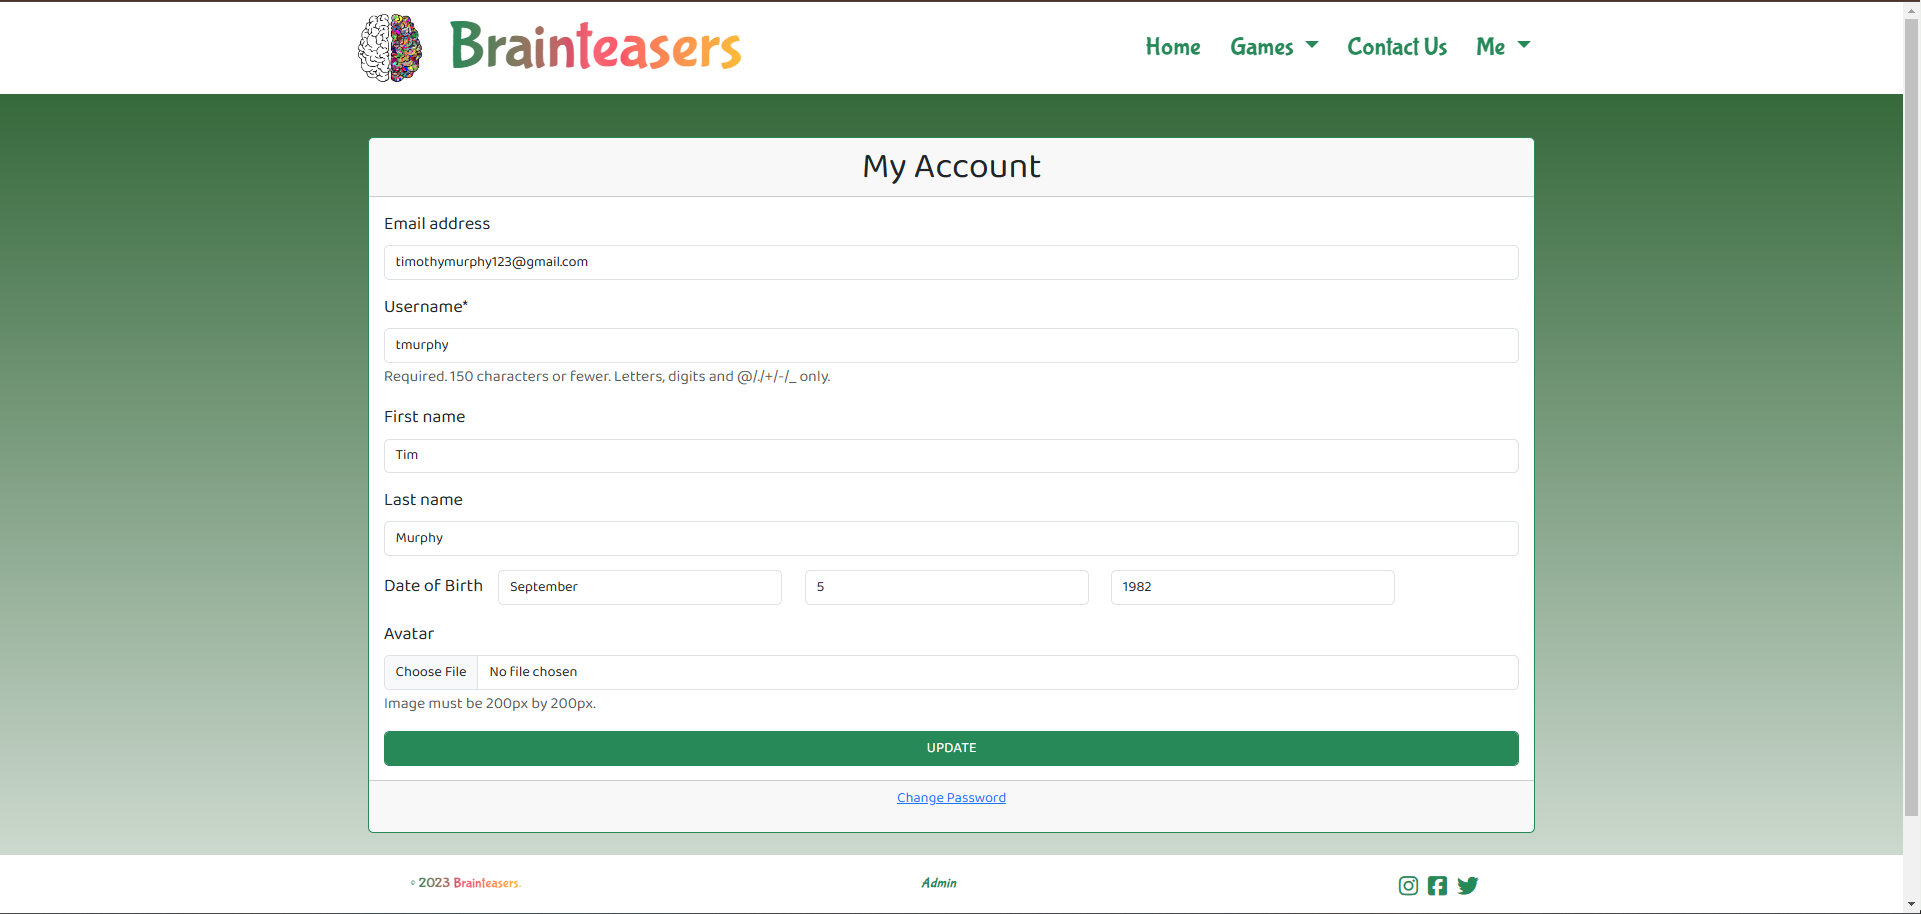 Brainteasers
Home Games Contact Us Me
My Account
Email address
timothymurphy123@gmail.com
Username*
tmurphy
Required. 150 characters or fewer. Letters, digits and @/./+/-/_ only.
First name
Tim
Last name
Murphy
Date of Birth September 5 1982
Avatar
Choose File No file chosen
Image must be 200px by 200px.
UPDATE
Change Password
© 2023 Brainteasers. Admin